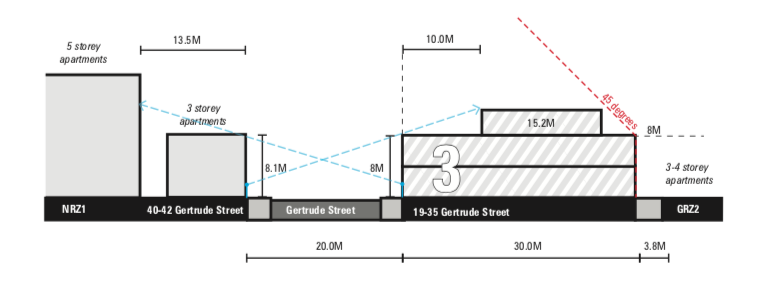 5 storey
apartments
13.5M
10.0M
3 storey
apartments
45 degrees
15.2M
8M
8.1M
8M
3
3-4 storey
apartments
NRZ1
40-42 Gertrude Street
Gertrude Street
19-35 Gertrude Street
GRZ2
20.0M
30.0M
3.8M